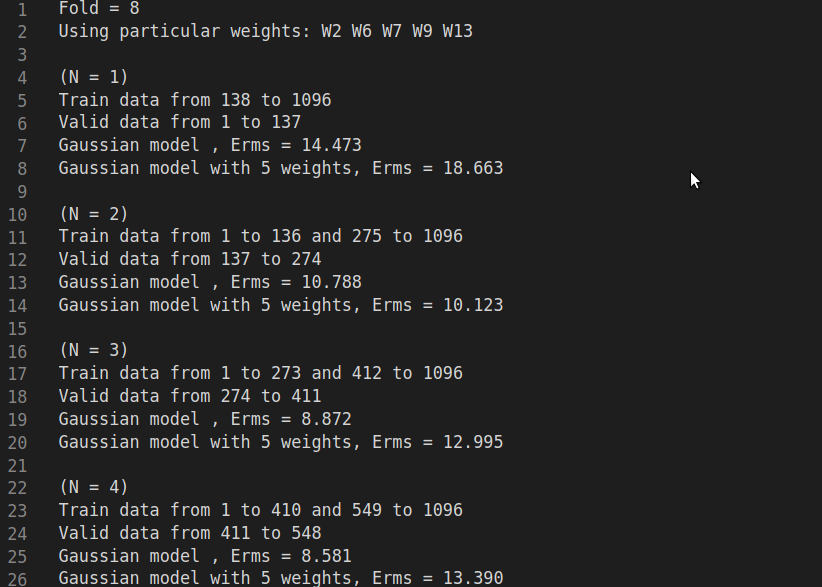 1 Fold = 8
2 Using particular weights: W2 W6 W7 W9 W13
3
4 (N = 1)
5 Train data from 138 to 1096
6 Valid data from 1 to 137
7 Gaussian model , Erms = 14.473
8 Gaussian model with 5 weights, Erms = 18.663
9
10 (N = 2)
11 Train data from 1 to 136 and 275 to 1096
12 Valid data from 137 to 274
13 Gaussian model , Erms = 10.788
14 Gaussian model with 5 weights, Erms = 10.123
15
16 (N = 3)
17 Train data from 1 to 273 and 412 to 1096
18 Valid data from 274 to 411
19 Gaussian model , Erms = 8.872
20 Gaussian model with 5 weights, Erms = 12.995
21
22 (N = 4)
23 Train data from 1 to 410 and 549 to 1096
24 Valid data from 411 to 548
25 Gaussian model , Erms = 8.581
26 Gaussian model with 5 weights, Erms = 13.390